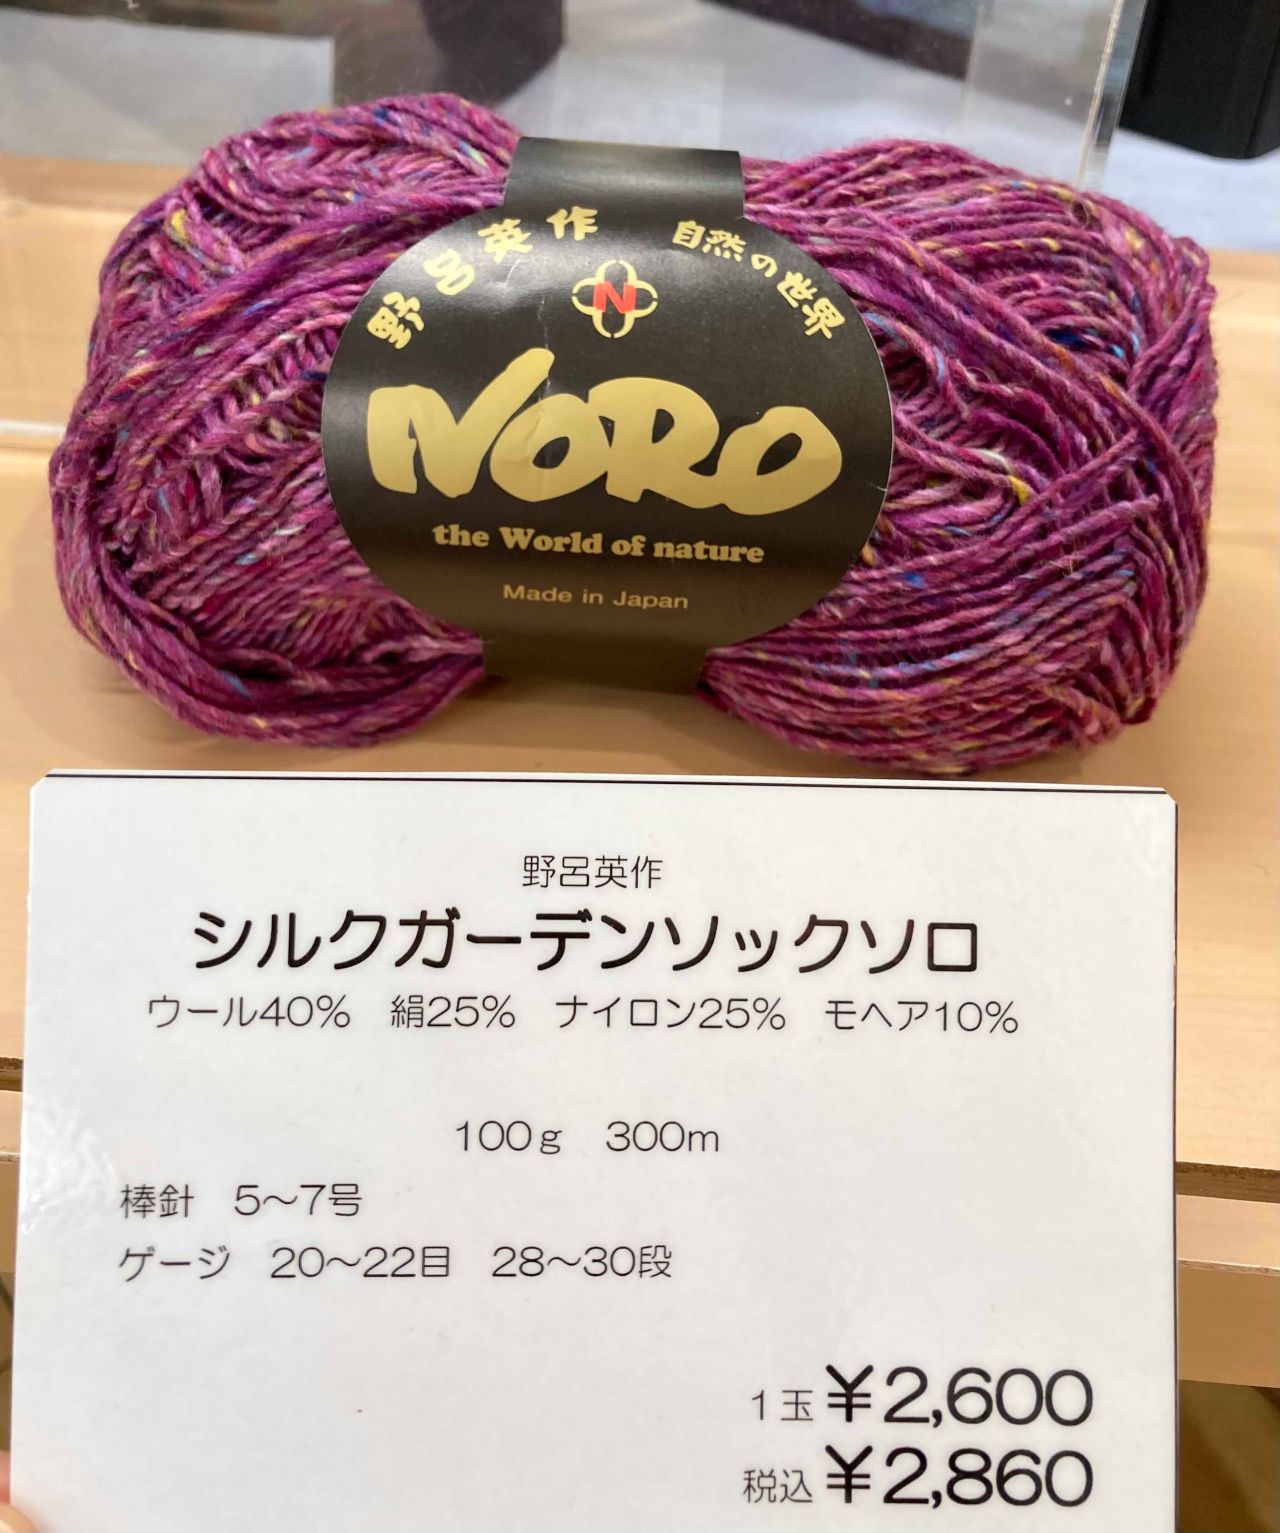 野呂英作 自然の世界
N
NORO
the World of nature
Made in Japan
野呂英作
シルクガーデンソックソロ
ウール40% 絹25% ナイロン25% モヘア10%
100g 300m
棒針 5〜7号
ゲージ 20〜22目 28〜30段
1玉 ¥2,600
税込 ¥2,860